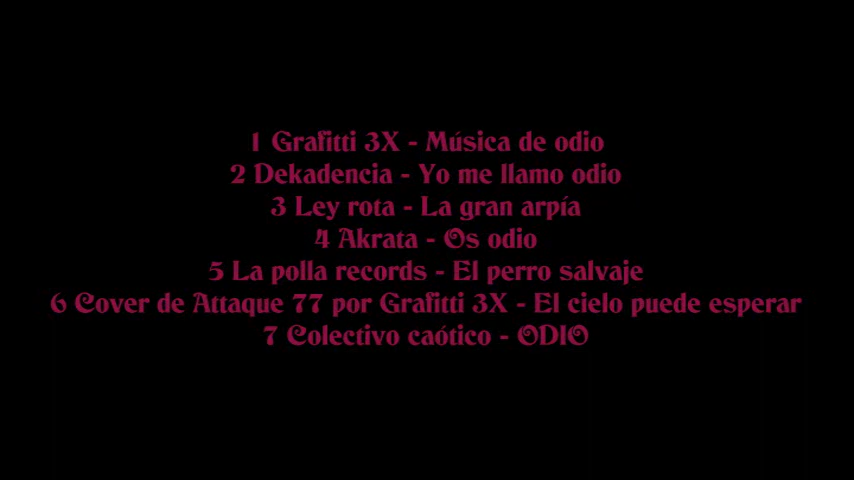 1 Grafitti 3X - Música de odio
2 Dekadencia - Yo me llamo odio
3 Ley rota - La gran arpía
4 Akrata - Os odio
5 La polla records - El perro salvaje
6 Cover de Attaque 77 por Grafitti 3X - El cielo puede esperar
7 Colectivo caótico - ODIO